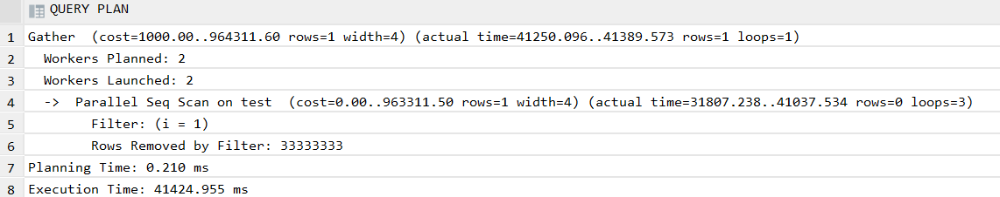 QUERY PLAN
1 Gather  (cost=1000.00..964311.60 rows=1 width=4) (actual time=41250.096..41389.573 rows=1 loops=1)
2   Workers Planned: 2
3   Workers Launched: 2
4   ->  Parallel Seq Scan on test  (cost=0.00..963311.50 rows=1 width=4) (actual time=31807.238..41037.534 rows=0 loops=3)
5         Filter: (i = 1)
6         Rows Removed by Filter: 33333333
7 Planning Time: 0.210 ms
8 Execution Time: 41424.955 ms